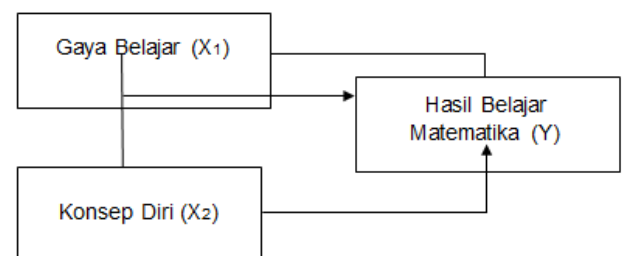 Gaya Belajar (X1)
Hasil Belajar
Matematika (Y)
Konsep Diri (X2)